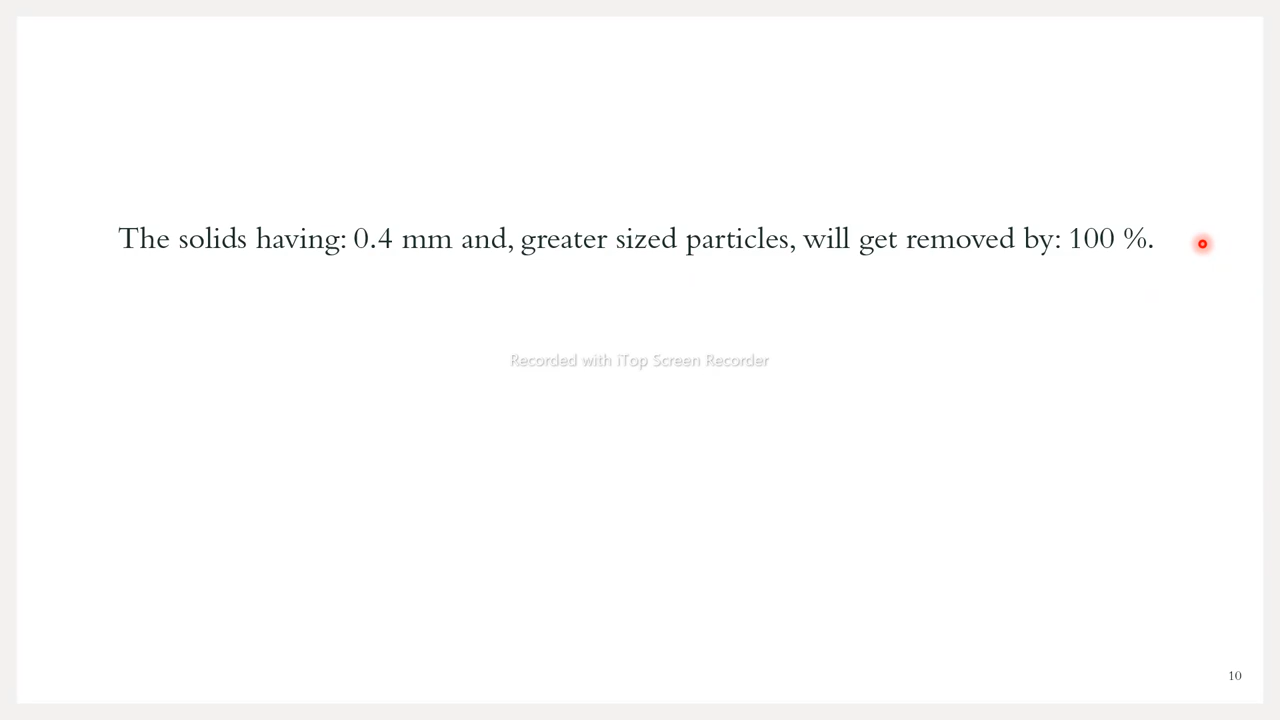 The solids having: 0.4 mm and, greater sized particles, will get removed by: 100 %.
Recorded with iTop Screen Recorder
10